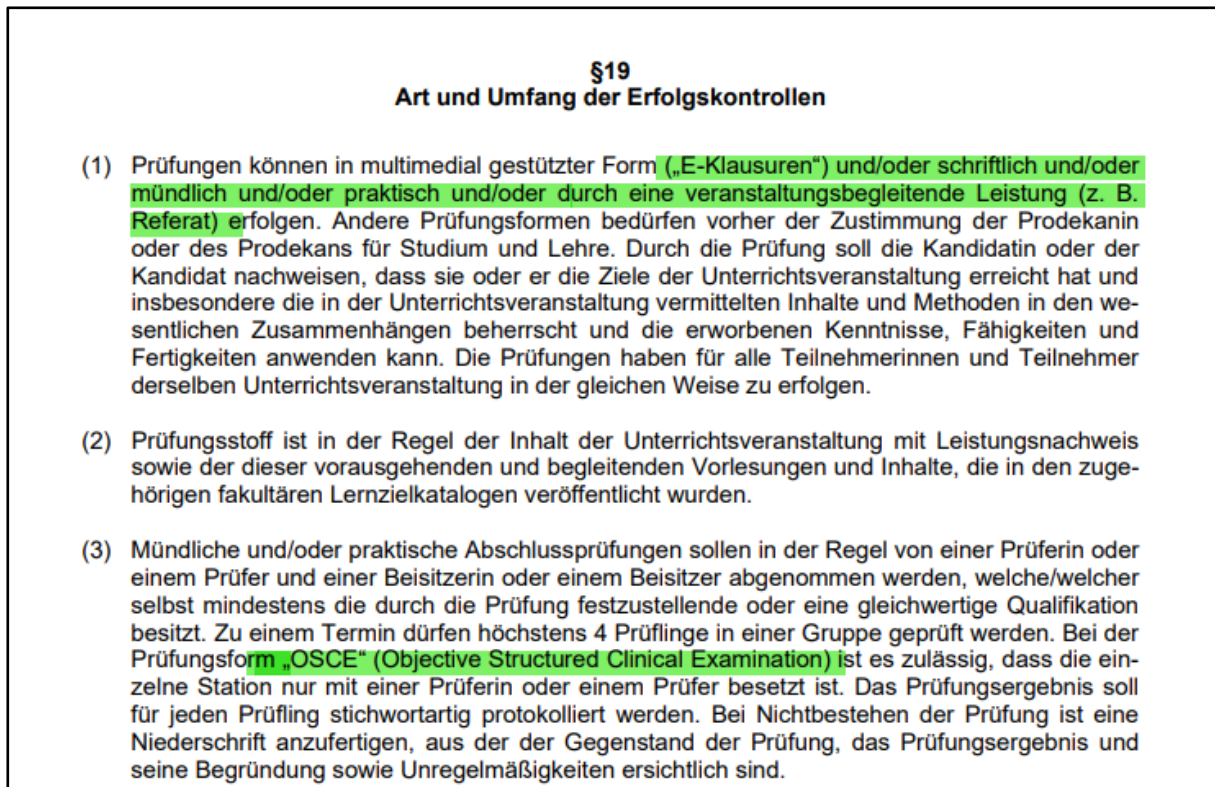 §19
Art und Umfang der Erfolgskontrollen
(1) Prüfungen können in multimedial gestützter Form („E-Klausuren“) und/oder schriftlich und/oder
mündlich und/oder praktisch und/oder durch eine veranstaltungsbegleitende Leistung (z. B.
Referat) erfolgen. Andere Prüfungsformen bedürfen vorher der Zustimmung der Prodekanin
oder des Prodekans für Studium und Lehre. Durch die Prüfung soll die Kandidatin oder der
Kandidat nachweisen, dass sie oder er die Ziele der Unterrichtsveranstaltung erreicht hat und
insbesondere die in der Unterrichtsveranstaltung vermittelten Inhalte und Methoden in den we-
sentlichen Zusammenhängen beherrscht und die erworbenen Kenntnisse, Fähigkeiten und
Fertigkeiten anwenden kann. Die Prüfungen haben für alle Teilnehmerinnen und Teilnehmer
derselben Unterrichtsveranstaltung in der gleichen Weise zu erfolgen.
(2) Prüfungsstoff ist in der Regel der Inhalt der Unterrichtsveranstaltung mit Leistungsnachweis
sowie der dieser vorausgehenden und begleitenden Vorlesungen und Inhalte, die in den zuge-
hörigen fakultären Lernzielkatalogen veröffentlicht wurden.
(3) Mündliche und/oder praktische Abschlussprüfungen sollen in der Regel von einer Prüferin oder
einem Prüfer und einer Beisitzerin oder einem Beisitzer abgenommen werden, welche/welcher
selbst mindestens die durch die Prüfung festzustellende oder eine gleichwertige Qualifikation
besitzt. Zu einem Termin dürfen höchstens 4 Prüflinge in einer Gruppe geprüft werden. Bei der
Prüfungsform „OSCE“ (Objective Structured Clinical Examination) ist es zulässig, dass die ein-
zelne Station nur mit einer Prüferin oder einem Prüfer besetzt ist. Das Prüfungsergebnis soll
für jeden Prüfling stichwortartig protokolliert werden. Bei Nichtbestehen der Prüfung ist eine
Niederschrift anzufertigen, aus der der Gegenstand der Prüfung, das Prüfungsergebnis und
seine Begründung sowie Unregelmäßigkeiten ersichtlich sind.